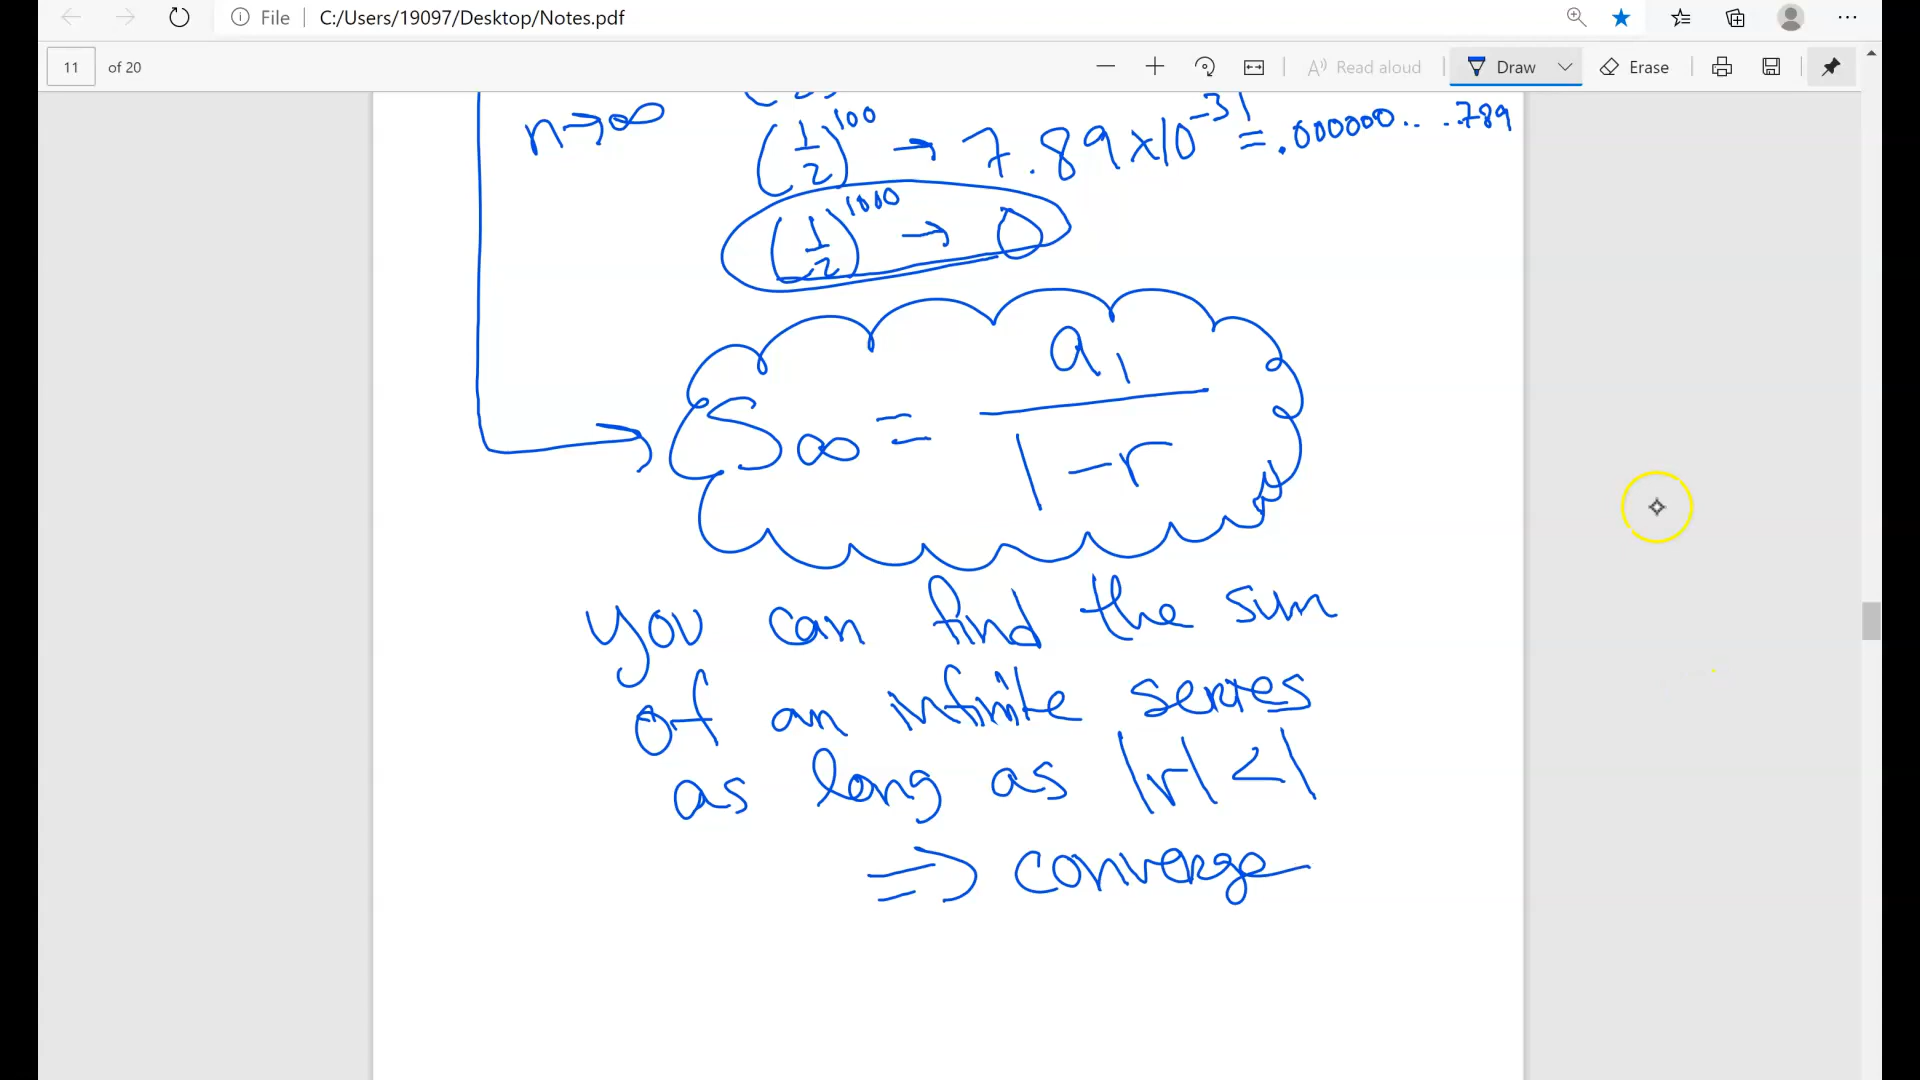 File C:/Users/19097/Desktop/Notes.pdf
11 of 20 Read aloud Draw Erase
n→∞
(1/2)^100 → 7.89 x10^-31 = .000000.. ..789
(1/2)^1000 → 0
S∞ = a1/(1-r)
you can find the sum
of an infinite series
as long as |r| < 1
⇒ converge